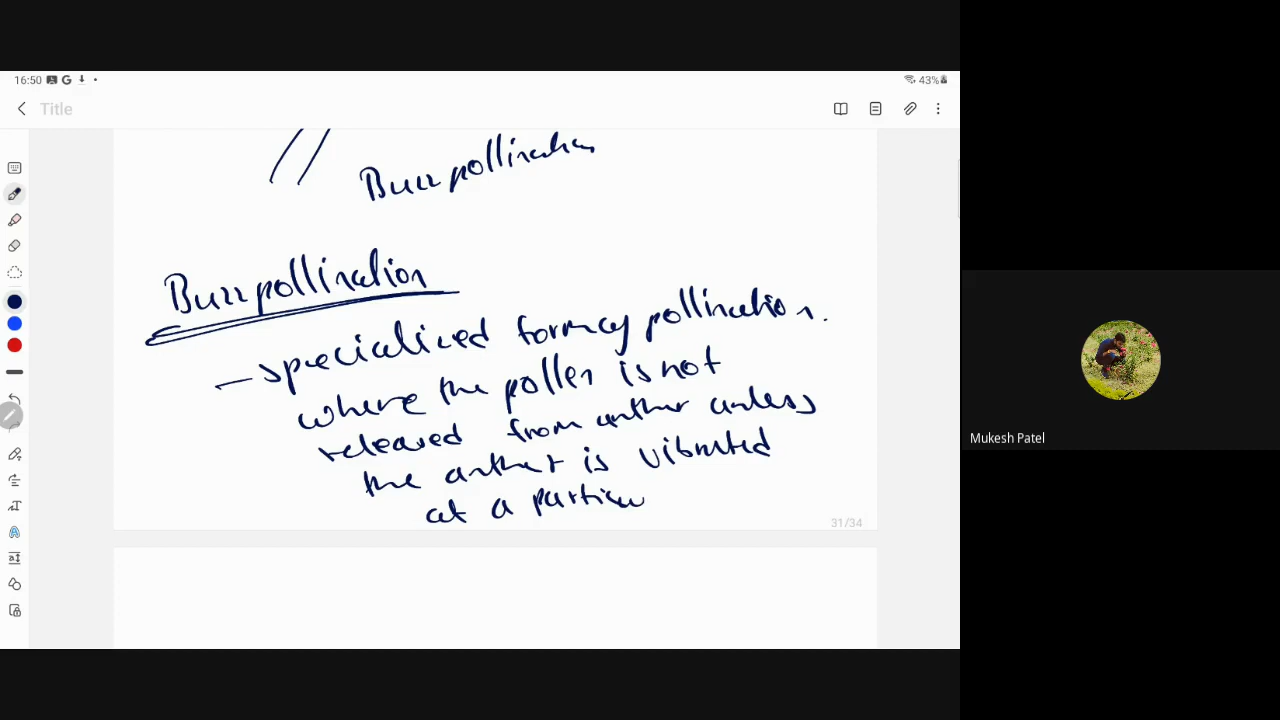 16:50
43%
Title
Buzz pollination
Buzz pollination
- specialized form of pollination.
where the pollen is not
released from anther unless
the anther is vibrated
at a particu
31/34
Mukesh Patel